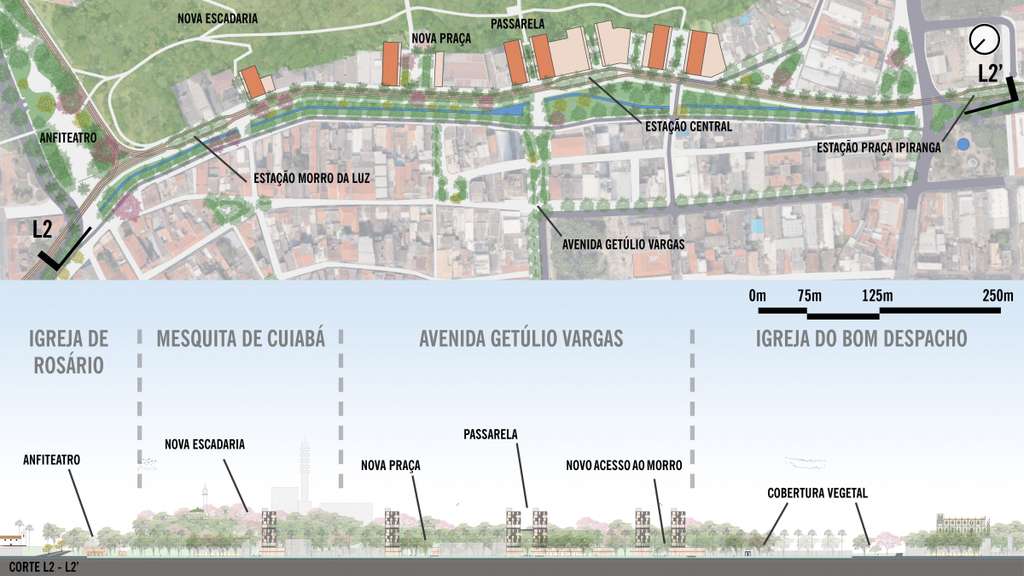 NOVA ESCADARIA
PASSARELA
NOVA PRAÇA
L2'
ANFITEATRO
ESTAÇÃO CENTRAL
ESTAÇÃO PRAÇA IPIRANGA
ESTAÇÃO MORRO DA LUZ
L2
AVENIDA GETÚLIO VARGAS
0m 75m 125m 250m
IGREJA DE
ROSÁRIO
MESQUITA DE CUIABÁ
AVENIDA GETÚLIO VARGAS
IGREJA DO BOM DESPACHO
PASSARELA
NOVA ESCADARIA
ANFITEATRO
NOVA PRAÇA
NOVO ACESSO AO MORRO
COBERTURA VEGETAL
CORTE L2 - L2'